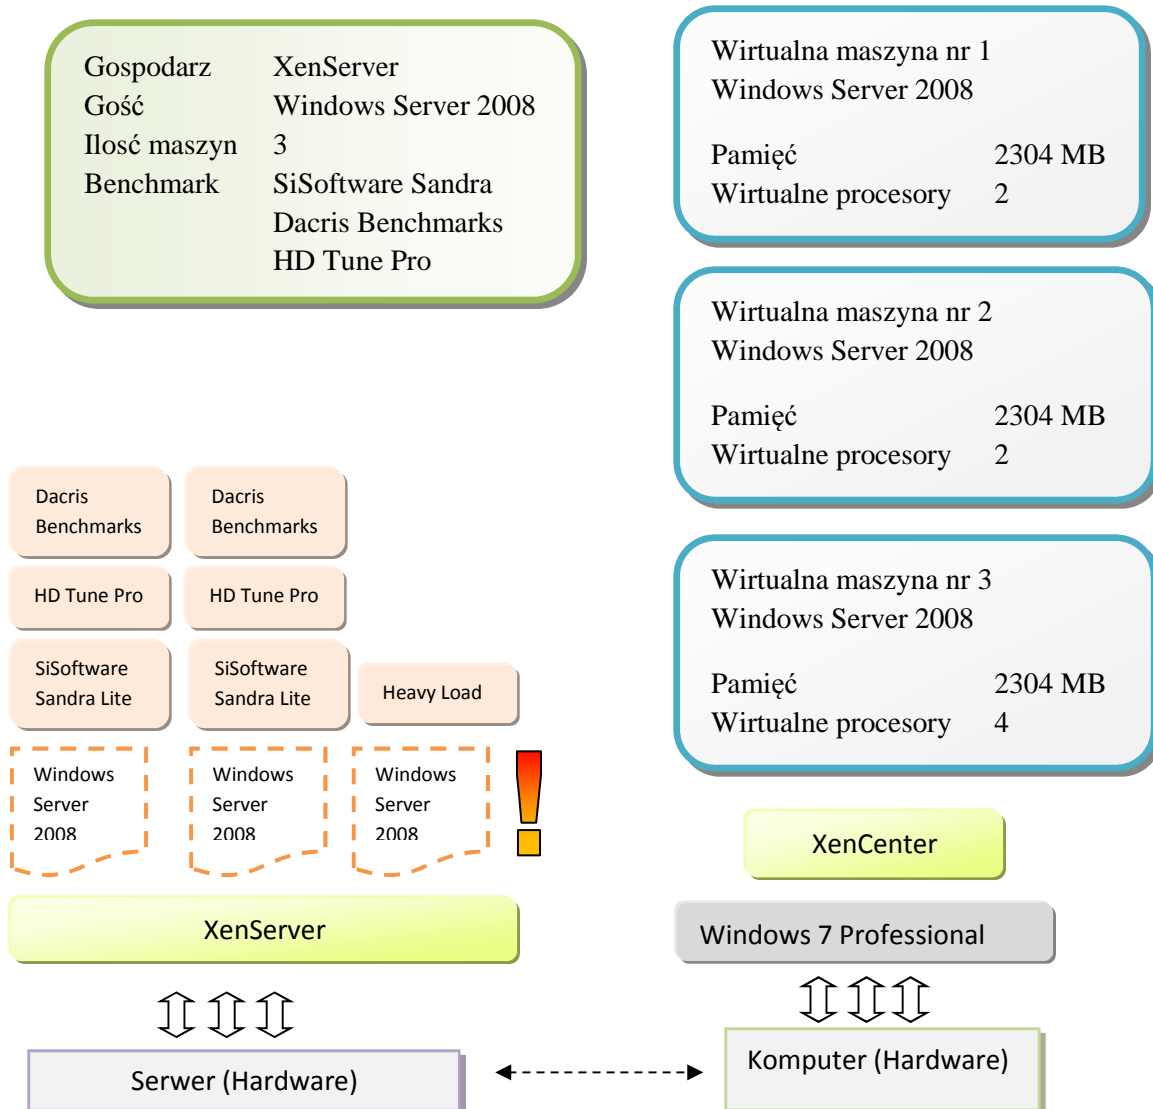 Gospodarz XenServer
Gość Windows Server 2008
Ilosć maszyn 3
Benchmark SiSoftware Sandra
Dacris Benchmarks
HD Tune Pro
Wirtualna maszyna nr 1
Windows Server 2008
Pamięć 2304 MB
Wirtualne procesory 2
Wirtualna maszyna nr 2
Windows Server 2008
Pamięć 2304 MB
Wirtualne procesory 2
Wirtualna maszyna nr 3
Windows Server 2008
Pamięć 2304 MB
Wirtualne procesory 4
Dacris
Benchmarks
Dacris
Benchmarks
HD Tune Pro
HD Tune Pro
SiSoftware
Sandra Lite
SiSoftware
Sandra Lite
Heavy Load
Windows
Server
2008
Windows
Server
2008
Windows
Server
2008
XenServer
Serwer (Hardware)
XenCenter
Windows 7 Professional
Komputer (Hardware)